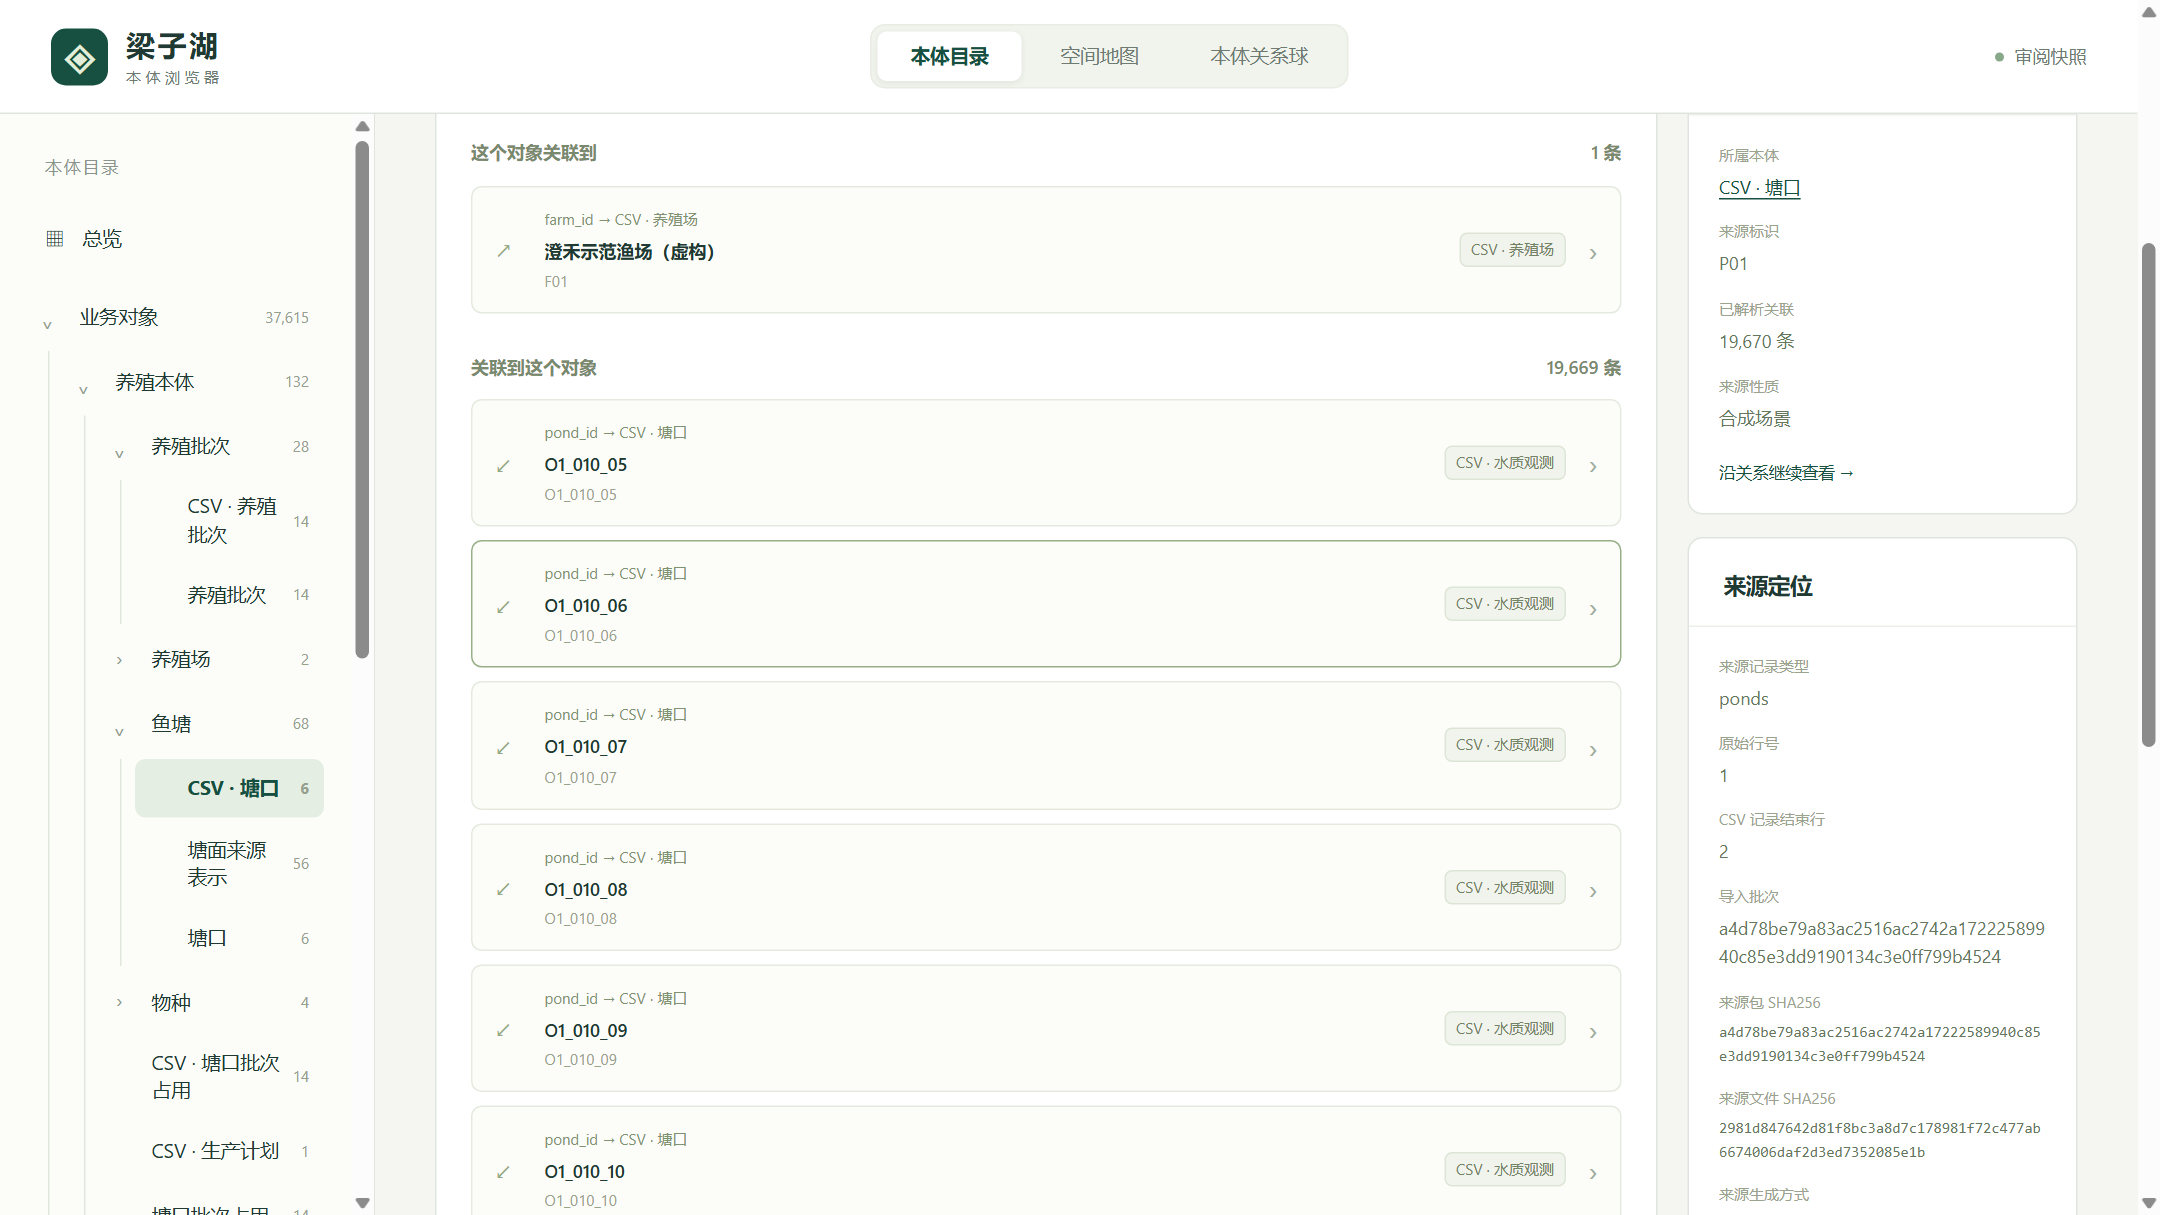 梁子湖
本体浏览器
本体目录
空间地图
本体关系球
审阅快照
本体目录
总览
业务对象 37,615
养殖本体 132
养殖批次 28
CSV · 养殖
批次 14
养殖批次 14
养殖场 2
鱼塘 68
CSV · 塘口 6
塘面来源
表示 56
塘口 6
物种 4
CSV · 塘口批次
占用 14
CSV · 生产计划 1
塘口批次占用 14
这个对象关联到 1 条
farm_id → CSV · 养殖场
澄禾示范渔场（虚构）
F01
CSV · 养殖场
关联到这个对象 19,669 条
pond_id → CSV · 塘口
O1_010_05
O1_010_05
CSV · 水质观测
pond_id → CSV · 塘口
O1_010_06
O1_010_06
CSV · 水质观测
pond_id → CSV · 塘口
O1_010_07
O1_010_07
CSV · 水质观测
pond_id → CSV · 塘口
O1_010_08
O1_010_08
CSV · 水质观测
pond_id → CSV · 塘口
O1_010_09
O1_010_09
CSV · 水质观测
pond_id → CSV · 塘口
O1_010_10
O1_010_10
CSV · 水质观测
所属本体
CSV · 塘口
来源标识
P01
已解析关联
19,670 条
来源性质
合成场景
沿关系继续查看 →
来源定位
来源记录类型
ponds
原始行号
1
CSV 记录结束行
2
导入批次
a4d78be79a83ac2516ac2742a172225899
40c85e3dd9190134c3e0ff799b4524
来源包 SHA256
a4d78be79a83ac2516ac2742a17222589940c85
e3dd9190134c3e0ff799b4524
来源文件 SHA256
2981d847642d81f8bc3a8d7c178981f72c477ab
6674006daf2d3ed7352085e1b
来源生成方式